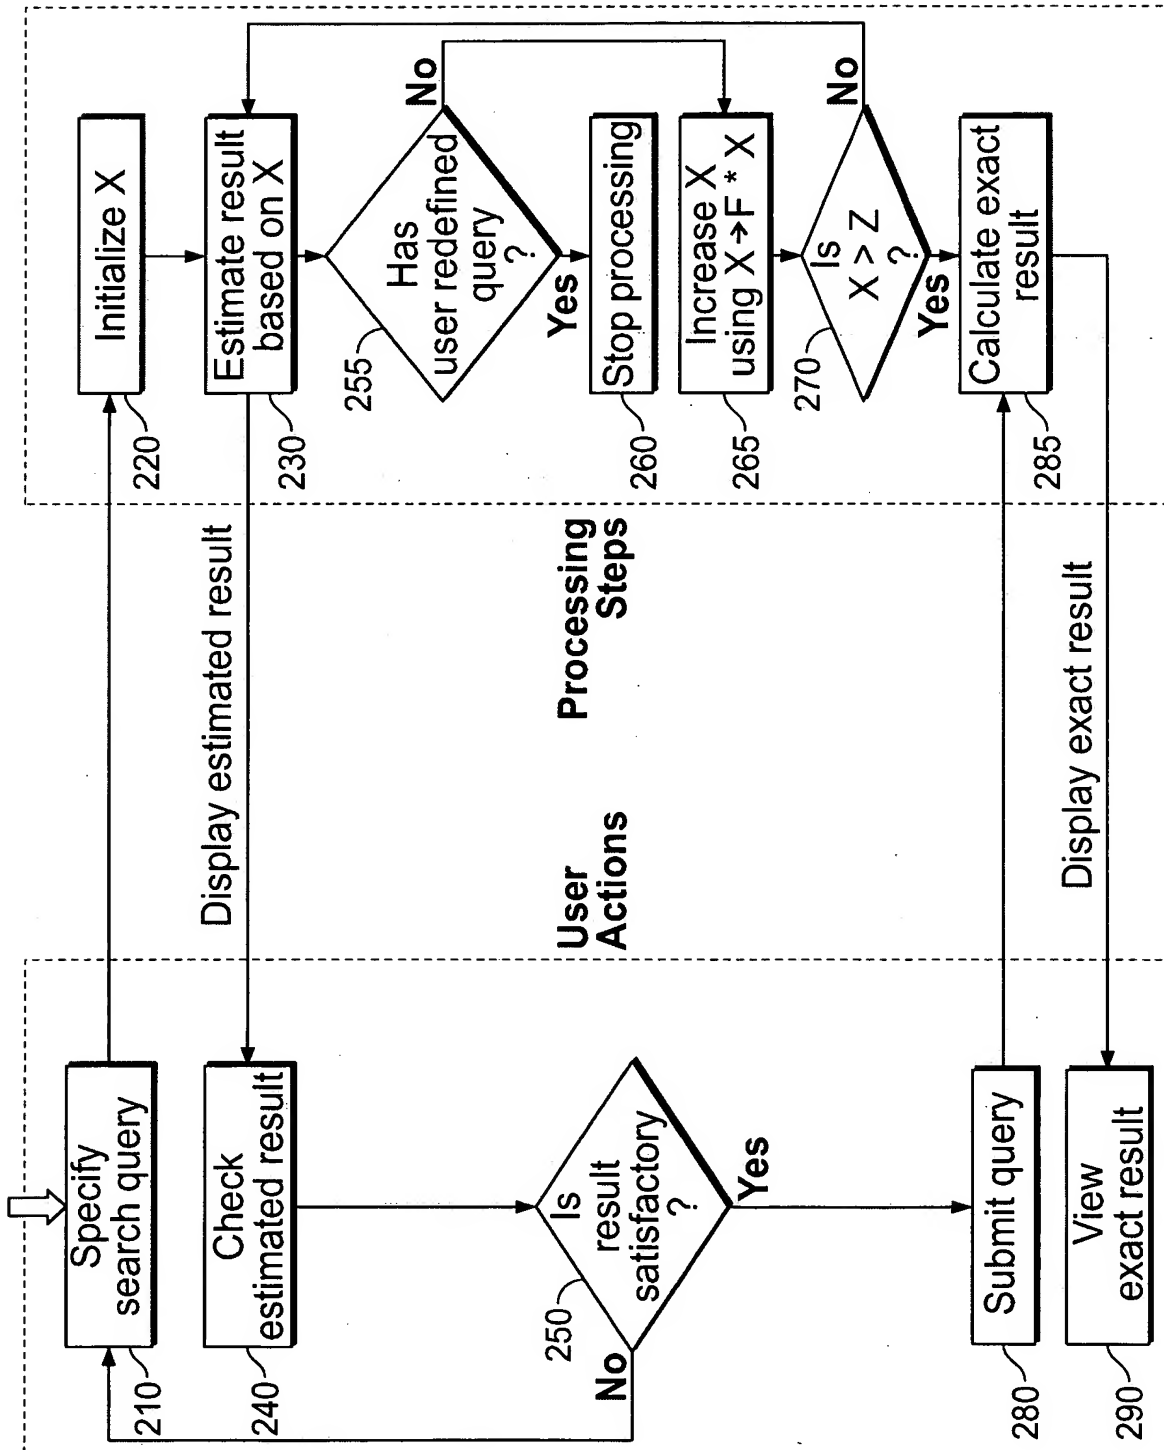 User
Actions
Specify
search query
210
Check
estimated result
240
Is
result
satisfactory
?
250
No
Yes
Submit query
280
View
exact result
290
Display estimated result
Display exact result
Processing
Steps
Initialize X
220
Estimate result
based on X
230
Has
user redefined
query
?
255
No
Yes
Stop processing
260
Increase X
using X→F * X
265
Is
X > Z
?
270
No
Yes
Calculate exact
result
285